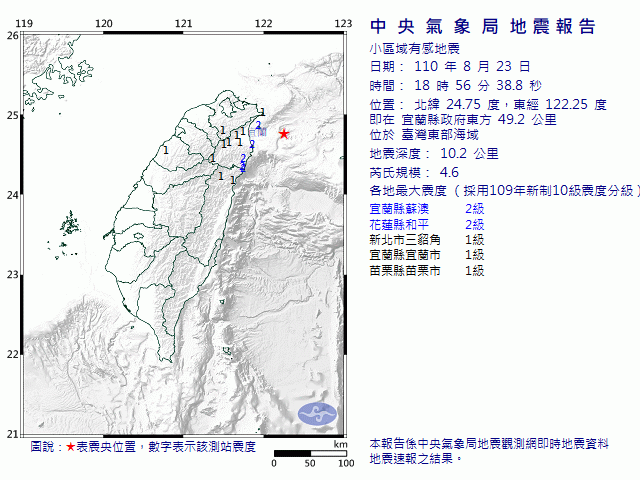 中央氣象局地震報告
小區域有感地震
日期： 110 年 8 月 23 日
時間： 18 時 56 分 38.8 秒
位置： 北緯 24.75 度，東經 122.25 度
即在 宜蘭縣政府東方 49.2 公里
位於 臺灣東部海域
地震深度： 10.2 公里
芮氏規模： 4.6
各地最大震度（採用109年新制10級震度分級）
宜蘭縣蘇澳 2級
花蓮縣和平 2級
新北市三貂角 1級
宜蘭縣宜蘭市 1級
苗栗縣苗栗市 1級
本報告係中央氣象局地震觀測網即時地震資料
地震速報之結果。
119 120 121 122 123
26
25
24
23
22
21
宜蘭
1
2
1
1
1
1
1
2
1
2
1
1
2
2
1
1
圖說：★表震央位置，數字表示該測站震度
km
0 50 100